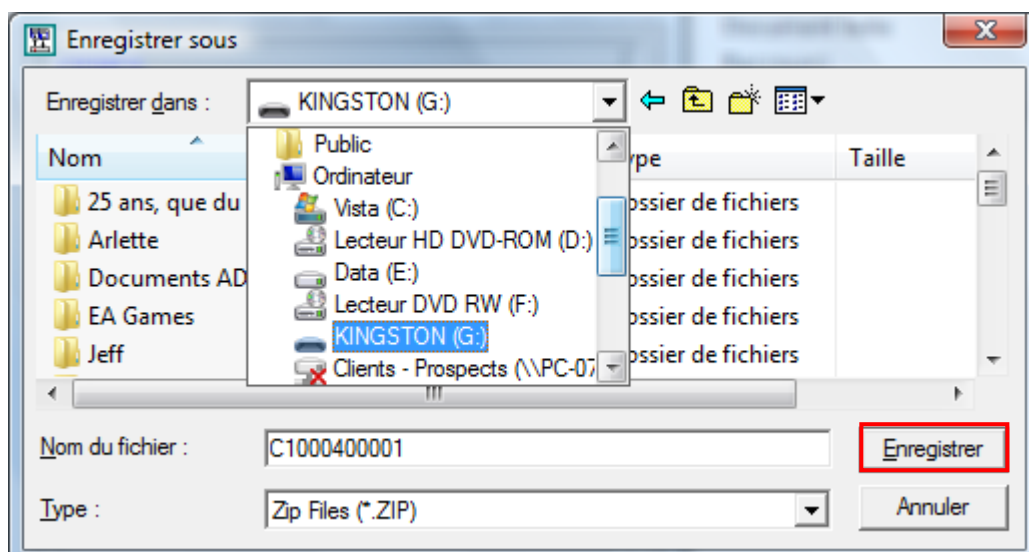 Enregistrer sous
Enregistrer dans :
KINGSTON (G:)
Nom
Taille
Public
Ordinateur
Vista (C:)
Lecteur HD DVD-ROM (D:)
Data (E:)
Lecteur DVD RW (F:)
KINGSTON (G:)
Clients - Prospects (\\PC-07
25 ans, que du
ossier de fichiers
Arlette
ossier de fichiers
Documents AD
ossier de fichiers
EA Games
ossier de fichiers
Jeff
ossier de fichiers
Nom du fichier :
C1000400001
Enregistrer
Type :
Zip Files (*.ZIP)
Annuler